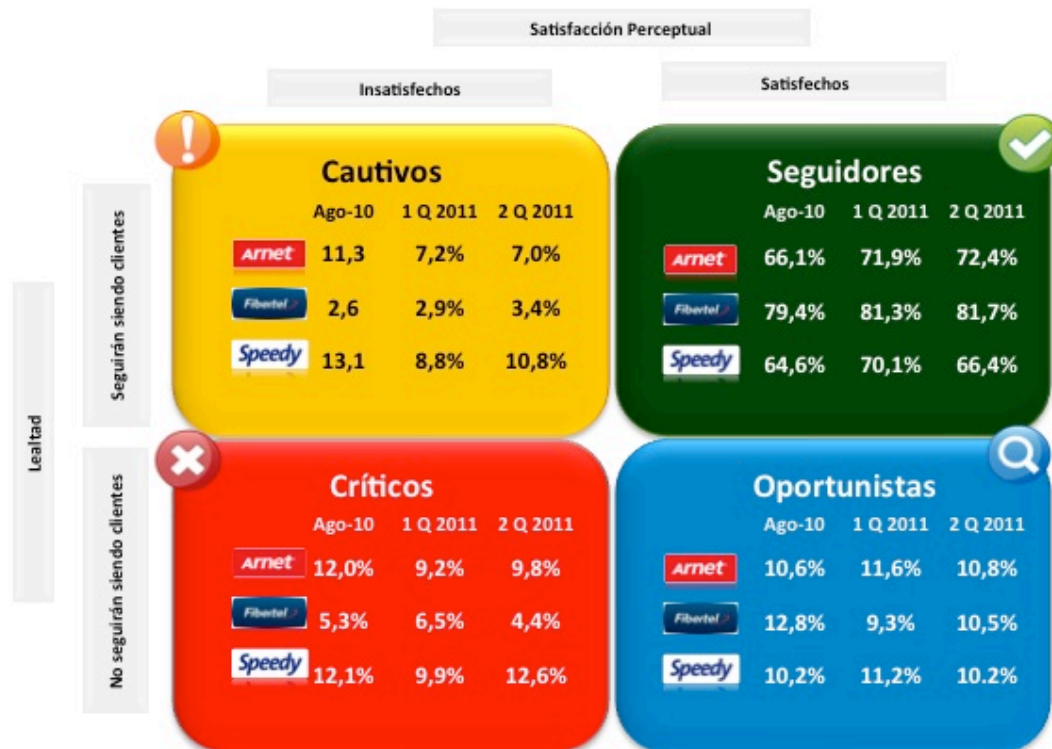 Satisfacción Perceptual
Insatisfechos
Satisfechos
Lealtad
Seguirán siendo clientes
Cautivos
Ago-10 1 Q 2011 2 Q 2011
Arnet 11,3 7,2% 7,0%
Fibertel 2,6 2,9% 3,4%
Speedy 13,1 8,8% 10,8%
Seguidores
Ago-10 1 Q 2011 2 Q 2011
Arnet 66,1% 71,9% 72,4%
Fibertel 79,4% 81,3% 81,7%
Speedy 64,6% 70,1% 66,4%
No seguirán siendo clientes
Críticos
Ago-10 1 Q 2011 2 Q 2011
Arnet 12,0% 9,2% 9,8%
Fibertel 5,3% 6,5% 4,4%
Speedy 12,1% 9,9% 12,6%
Oportunistas
Ago-10 1 Q 2011 2 Q 2011
Arnet 10,6% 11,6% 10,8%
Fibertel 12,8% 9,3% 10,5%
Speedy 10,2% 11,2% 10.2%